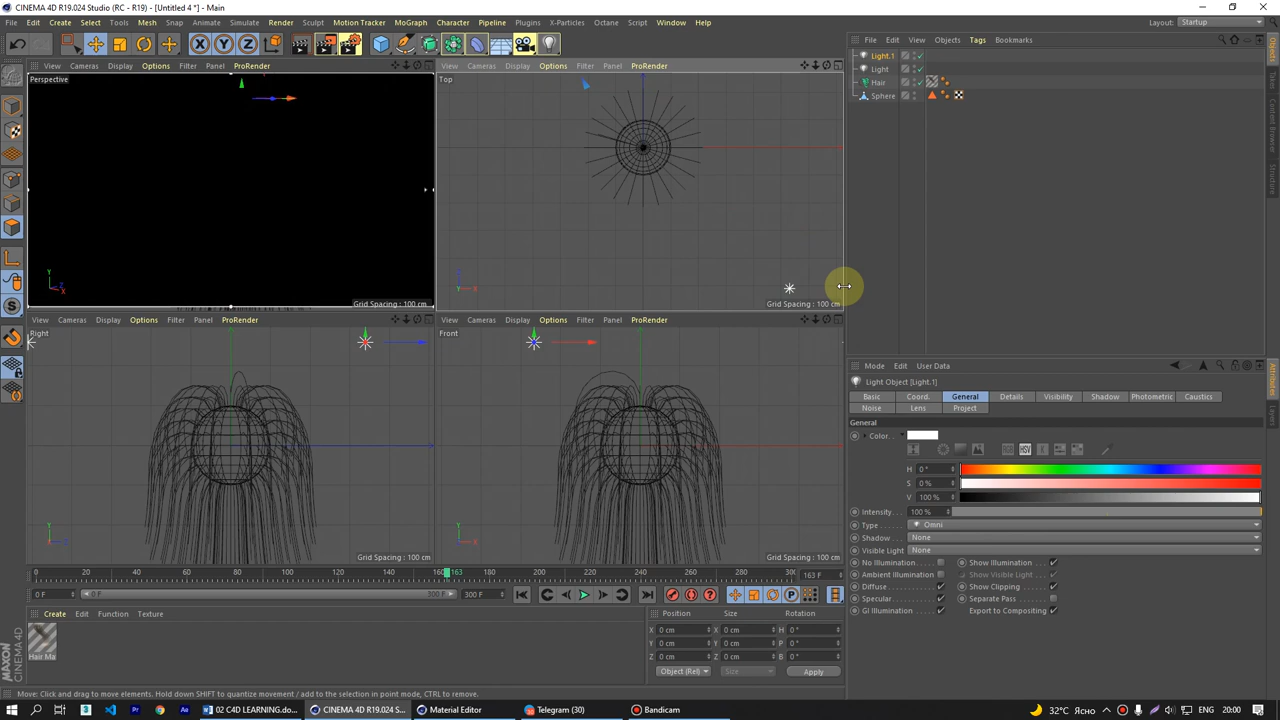 CINEMA 4D R19.024 Studio (RC - R19) - [Untitled 4 *] - Main
File Edit Create Select Tools Mesh Snap Animate Simulate Render Sculpt Motion Tracker MoGraph Character Pipeline Plugins X-Particles Octane Script Window Help Layout: Startup
File Edit View Objects Tags Bookmarks
View Cameras Display Options Filter Panel ProRender
View Cameras Display Options Filter Panel ProRender
Perspective
Top
Light.1
Light
Hair
Sphere
Objects
Takes
Content Browser
Structure
Grid Spacing : 100 cm
Grid Spacing : 100 cm
View Cameras Display Options Filter Panel ProRender
View Cameras Display Options Filter Panel ProRender
Right
Front
Grid Spacing : 100 cm
Grid Spacing : 100 cm
Mode Edit User Data
Light Object [Light.1]
Basic Coord. General Details Visibility Shadow Photometric Caustics
Noise Lens Project
General
Color...
H 0 °
S 0 %
V 100 %
Intensity... 100 %
Type... Omni
Shadow... None
Visible Light None
No Illumination Show Illumination
Ambient Illumination Show Visible Light
Diffuse Show Clipping
Specular Separate Pass
GI Illumination Export to Compositing
Attributes
Layers
0 20 40 60 80 100 120 140 160 163 200 220 240 260 280 300 163 F
0 F 0 F 300 F 300 F
Create Edit Function Texture
Hair Ma
MAXON CINEMA 4D
Position Size Rotation
X 0 cm X 0 cm H 0 °
Y 0 cm Y 0 cm P 0 °
Z 0 cm Z 0 cm B 0 °
Object (Rel) Size Apply
Move: Click and drag to move elements. Hold down SHIFT to quantize movement / add to the selection in point mode, CTRL to remove.
02 C4D LEARNING.do... CINEMA 4D R19.024 S... Material Editor Telegram (30) Bandicam 32°C Ясно ENG 20:00